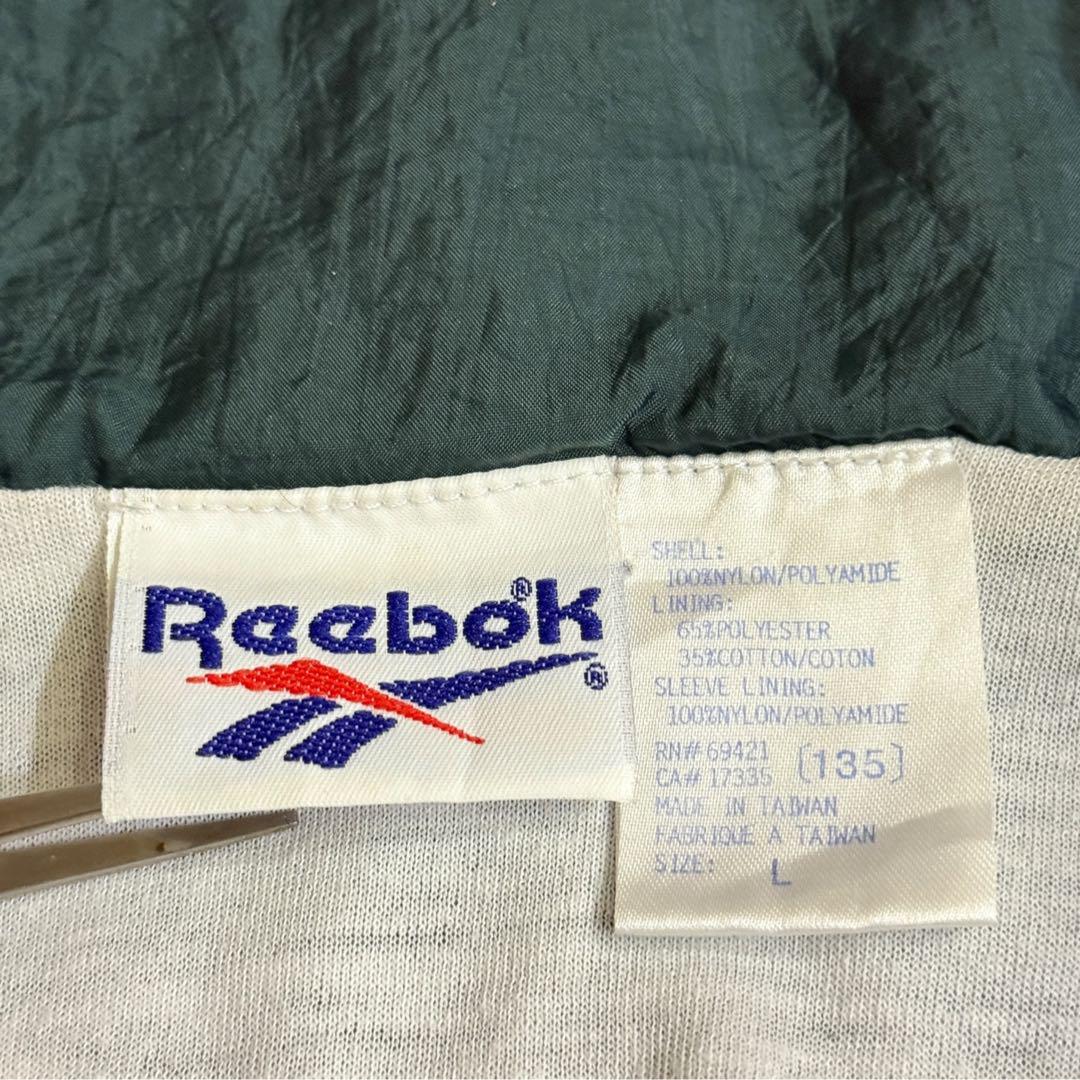 Reebok®
®
SHELL:
100%NYLON/POLYAMIDE
LINING:
65%POLYESTER
35%COTTON/COTON
SLEEVE LINING:
100%NYLON/POLYAMIDE
RN# 69421
CA# 17335 [135]
MADE IN TAIWAN
FABRIQUE A TAIWAN
SIZE: L